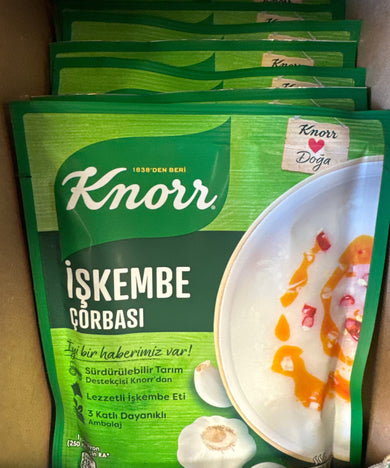 1838'DEN BERİ
Knorr
Knorr
Doğa
İŞKEMBE
ÇORBASI
İyi bir haberimiz var!
Sürdürülebilir Tarım
Destekçisi Knorr'dan
Lezzetli İşkembe Eti
3 Katlı Dayanıklı
Ambalaj